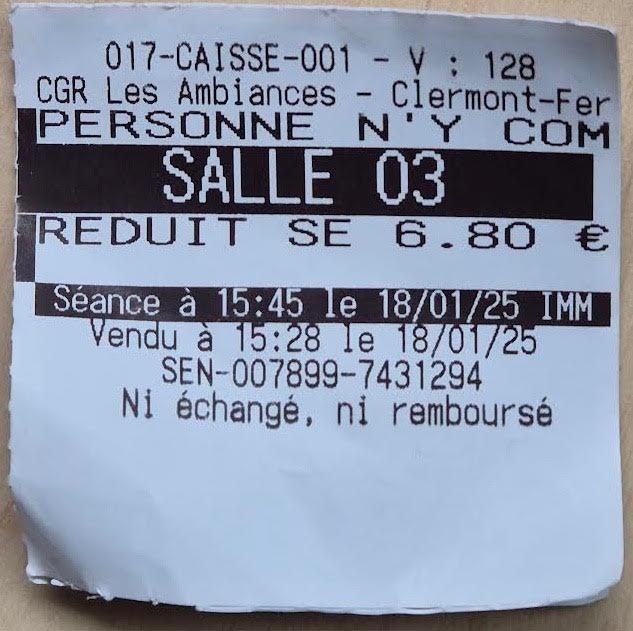 017-CAISSE-001 - V : 128
CGR Les Ambiances - Clermont-Fer
PERSONNE N'Y COM
SALLE 03
REDUIT SE 6.80 €
Séance à 15:45 le 18/01/25 IMM
Vendu à 15:28 le 18/01/25
SEN-007899-7431294
Ni échangé, ni remboursé